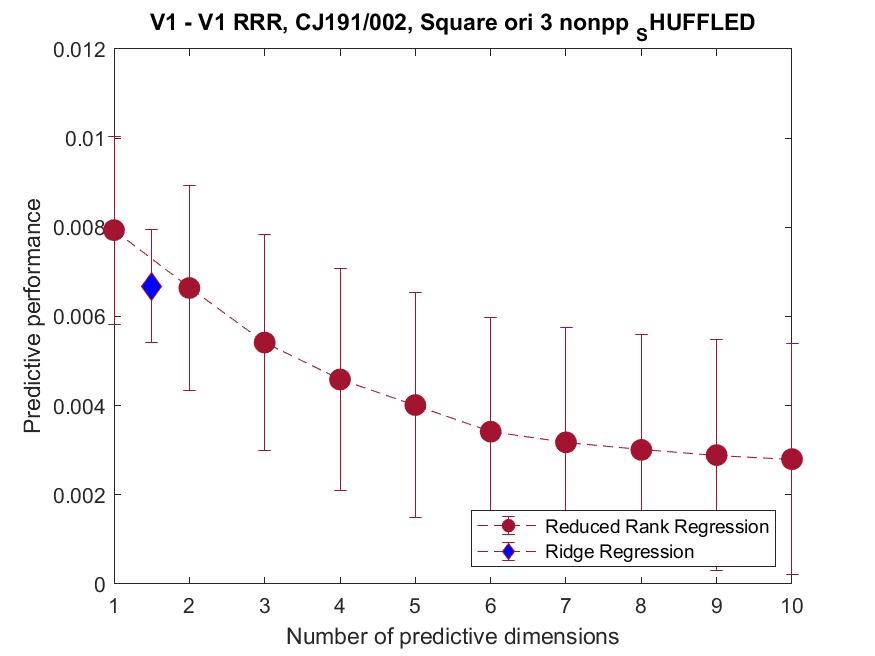 V1 - V1 RRR, CJ191/002, Square ori 3 nonpp SHUFFLED
0.012
0.01
0.008
0.006
0.004
0.002
0
Predictive performance
Reduced Rank Regression
Ridge Regression
1 2 3 4 5 6 7 8 9 10
Number of predictive dimensions